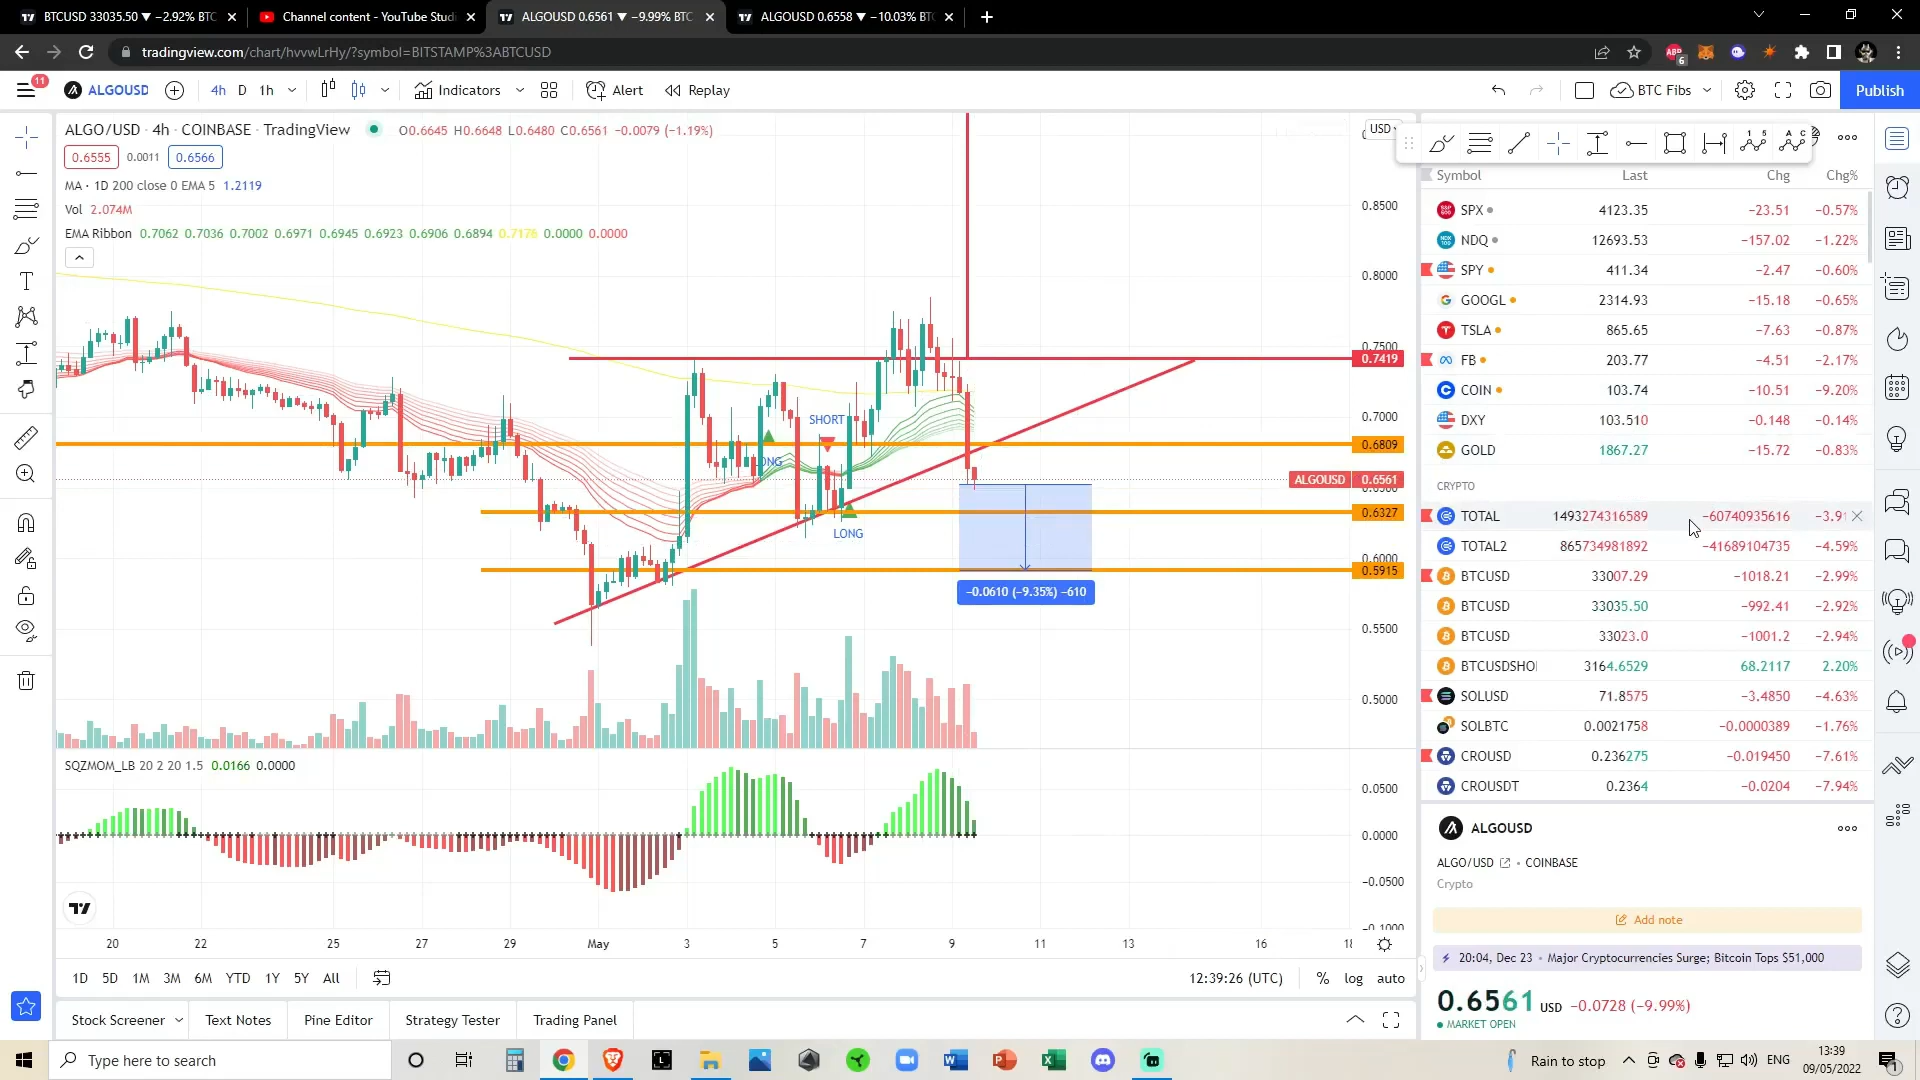 BTCUSD 33035.50 ▼ −2.92% BTC
Channel content - YouTube Studi
ALGOUSD 0.6561 ▼ −9.99% BTC
ALGOUSD 0.6558 ▼ −10.03% BTC
tradingview.com/chart/hvvwLrHy/?symbol=BITSTAMP%3ABTCUSD
6
11
ALGOUSD
4h D 1h
Indicators
Alert
Replay
BTC Fibs
Publish
ALGO/USD · 4h · COINBASE · TradingView
O0.6645 H0.6648 L0.6480 C0.6561 −0.0079 (−1.19%)
0.6555 0.0011 0.6566
MA · 1D 200 close 0 EMA 5 1.2119
Vol 2.074M
EMA Ribbon 0.7062 0.7036 0.7002 0.6971 0.6945 0.6923 0.6906 0.6894 0.7176 0.0000 0.0000
USD
0.8500
0.8000
0.7500
0.7419
0.7000
0.6809
ALGOUSD 0.6561
0.6500
0.6327
0.6000
0.5915
0.5500
0.5000
SHORT
LONG
LONG
−0.0610 (−9.35%) −610
SQZMOM_LB 20 2 20 1.5 0.0166 0.0000
0.0500
0.0000
−0.0500
−0.1000
20 22 25 27 29 May 3 5 7 9 11 13 16 18
1D 5D 1M 3M 6M YTD 1Y 5Y All
12:39:26 (UTC) % log auto
Stock Screener
Text Notes
Pine Editor
Strategy Tester
Trading Panel
Symbol Last Chg Chg%
SPX 4123.35 −23.51 −0.57%
NDQ 12693.53 −157.02 −1.22%
SPY 411.34 −2.47 −0.60%
GOOGL 2314.93 −15.18 −0.65%
TSLA 865.65 −7.63 −0.87%
FB 203.77 −4.51 −2.17%
COIN 103.74 −10.51 −9.20%
DXY 103.510 −0.148 −0.14%
GOLD 1867.27 −15.72 −0.83%
CRYPTO
TOTAL 1493274316589 −60740935616 −3.91
TOTAL2 865734981892 −41689104735 −4.59%
BTCUSD 33007.29 −1018.21 −2.99%
BTCUSD 33035.50 −992.41 −2.92%
BTCUSD 33023.0 −1001.2 −2.94%
BTCUSDSHO 3164.6529 68.2117 2.20%
SOLUSD 71.8575 −3.4850 −4.63%
SOLBTC 0.0021758 −0.0000389 −1.76%
CROUSD 0.236275 −0.019450 −7.61%
CROUSDT 0.2364 −0.0204 −7.94%
ALGOUSD
ALGO/USD • COINBASE
Crypto
Add note
20:04, Dec 23 • Major Cryptocurrencies Surge; Bitcoin Tops $51,000
0.6561 USD −0.0728 (−9.99%)
MARKET OPEN
Type here to search
Rain to stop
ENG
13:39
09/05/2022
1